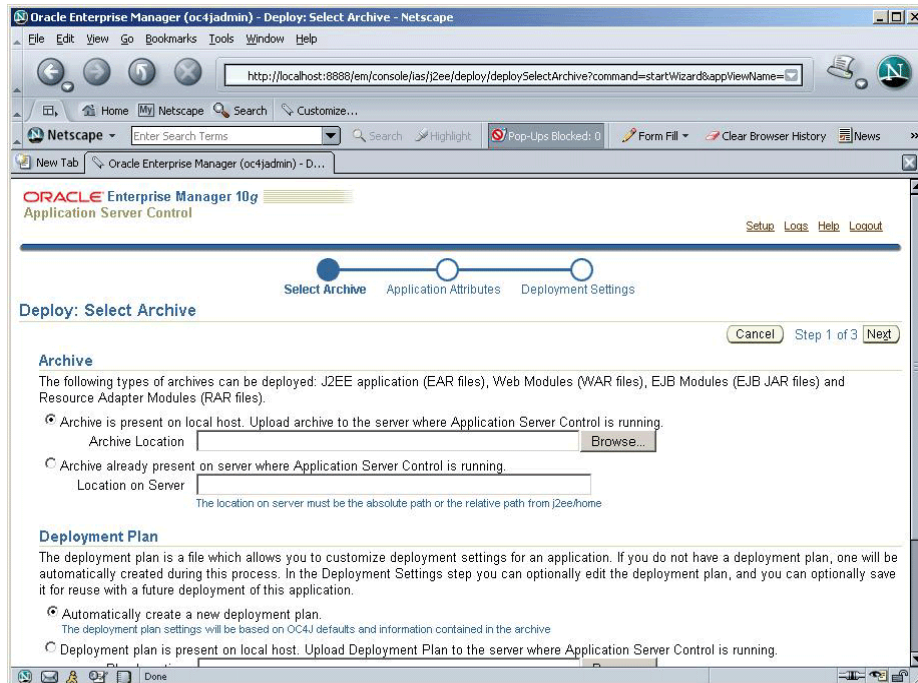 Oracle Enterprise Manager (oc4jadmin) - Deploy: Select Archive - Netscape
File Edit View Go Bookmarks Tools Window Help
http://localhost:8888/em/console/ias/j2ee/deploy/deploySelectArchive?command=startWizard&appViewName=
Home My Netscape Search Customize...
Netscape Enter Search Terms Search Highlight Pop-Ups Blocked: 0 Form Fill Clear Browser History News »
New Tab Oracle Enterprise Manager (oc4jadmin) - D...
ORACLE Enterprise Manager 10g
Application Server Control
Setup Logs Help Logout
Select Archive Application Attributes Deployment Settings
Deploy: Select Archive
Cancel Step 1 of 3 Next
Archive
The following types of archives can be deployed: J2EE application (EAR files), Web Modules (WAR files), EJB Modules (EJB JAR files) and
Resource Adapter Modules (RAR files).
Archive is present on local host. Upload archive to the server where Application Server Control is running.
Archive Location Browse...
Archive already present on server where Application Server Control is running.
Location on Server
The location on server must be the absolute path or the relative path from j2ee/home
Deployment Plan
The deployment plan is a file which allows you to customize deployment settings for an application. If you do not have a deployment plan, one will be
automatically created during this process. In the Deployment Settings step you can optionally edit the deployment plan, and you can optionally save
it for reuse with a future deployment of this application.
Automatically create a new deployment plan.
The deployment plan settings will be based on OC4J defaults and information contained in the archive
Deployment plan is present on local host. Upload Deployment Plan to the server where Application Server Control is running.
Done